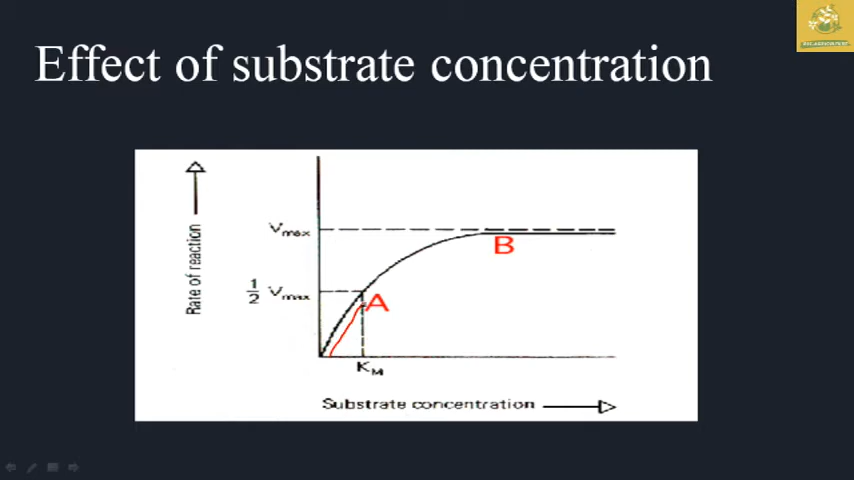 Effect of substrate concentration
Rate of reaction
Vmax
B
1/2 Vmax
A
KM
Substrate concentration